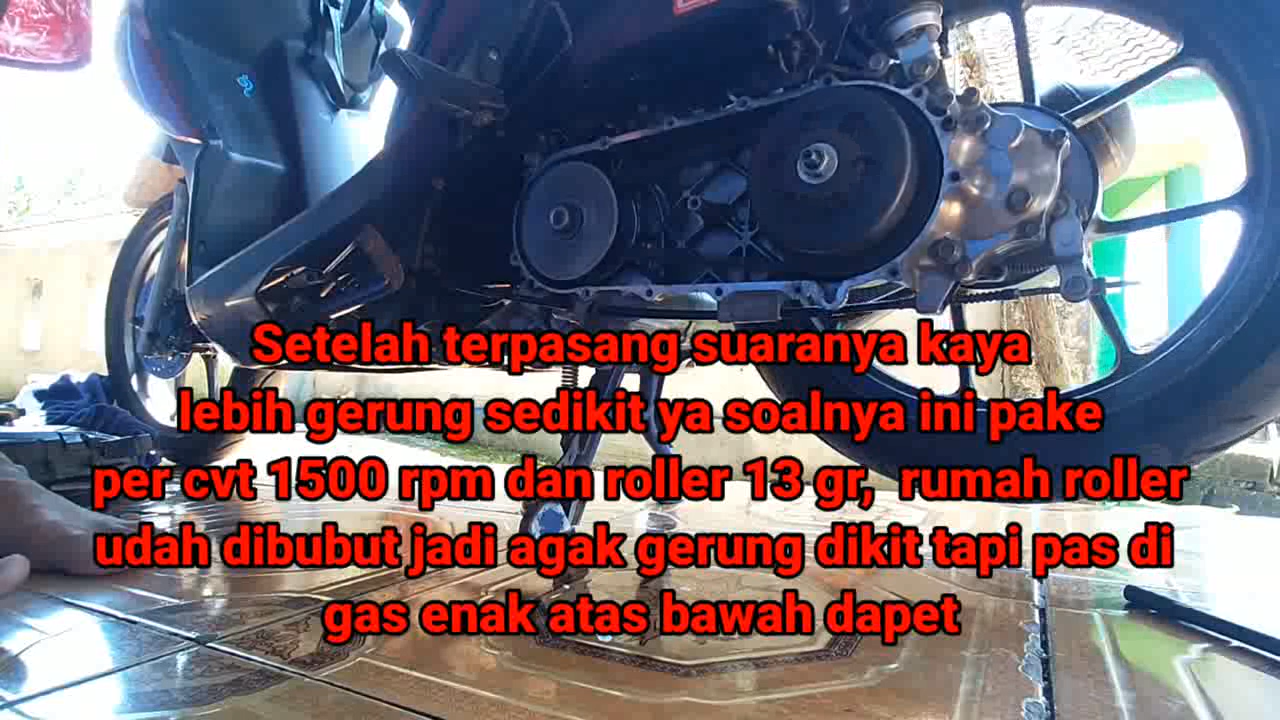 Setelah terpasang suaranya kaya
lebih gerung sedikit ya soalnya ini pake
per cvt 1500 rpm dan roller 13 gr, rumah roller
udah dibubut jadi agak gerung dikit tapi pas di
gas enak atas bawah dapet